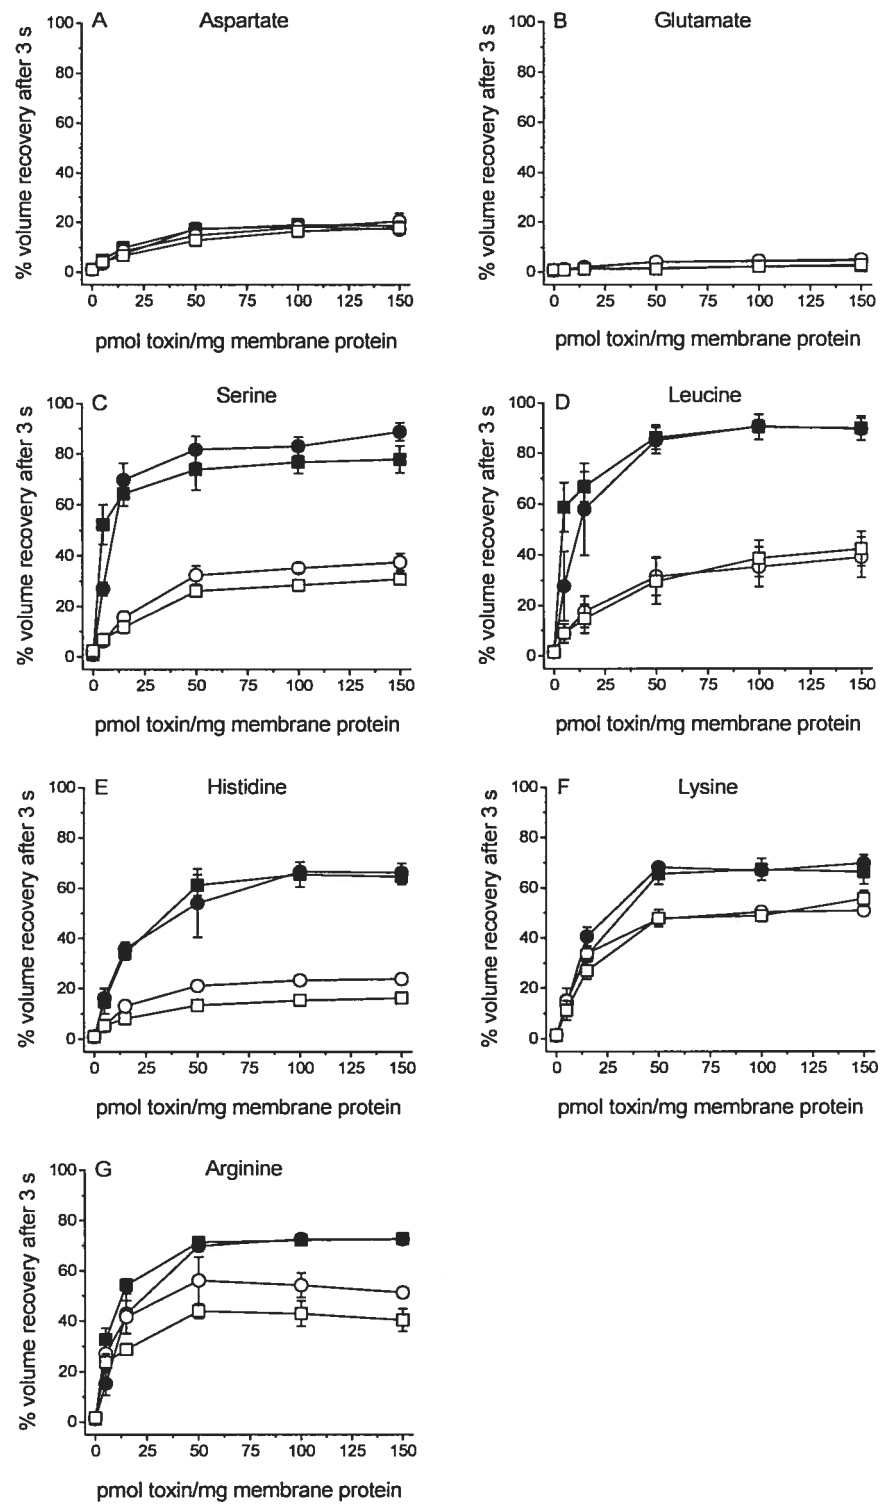 A Aspartate
% volume recovery after 3 s
100
80
60
40
20
0
0 25 50 75 100 125 150
pmol toxin/mg membrane protein
B Glutamate
% volume recovery after 3 s
100
80
60
40
20
0
0 25 50 75 100 125 150
pmol toxin/mg membrane protein
C Serine
% volume recovery after 3 s
100
80
60
40
20
0
0 25 50 75 100 125 150
pmol toxin/mg membrane protein
D Leucine
% volume recovery after 3 s
100
80
60
40
20
0
0 25 50 75 100 125 150
pmol toxin/mg membrane protein
E Histidine
% volume recovery after 3 s
100
80
60
40
20
0
0 25 50 75 100 125 150
pmol toxin/mg membrane protein
F Lysine
% volume recovery after 3 s
100
80
60
40
20
0
0 25 50 75 100 125 150
pmol toxin/mg membrane protein
G Arginine
% volume recovery after 3 s
100
80
60
40
20
0
0 25 50 75 100 125 150
pmol toxin/mg membrane protein